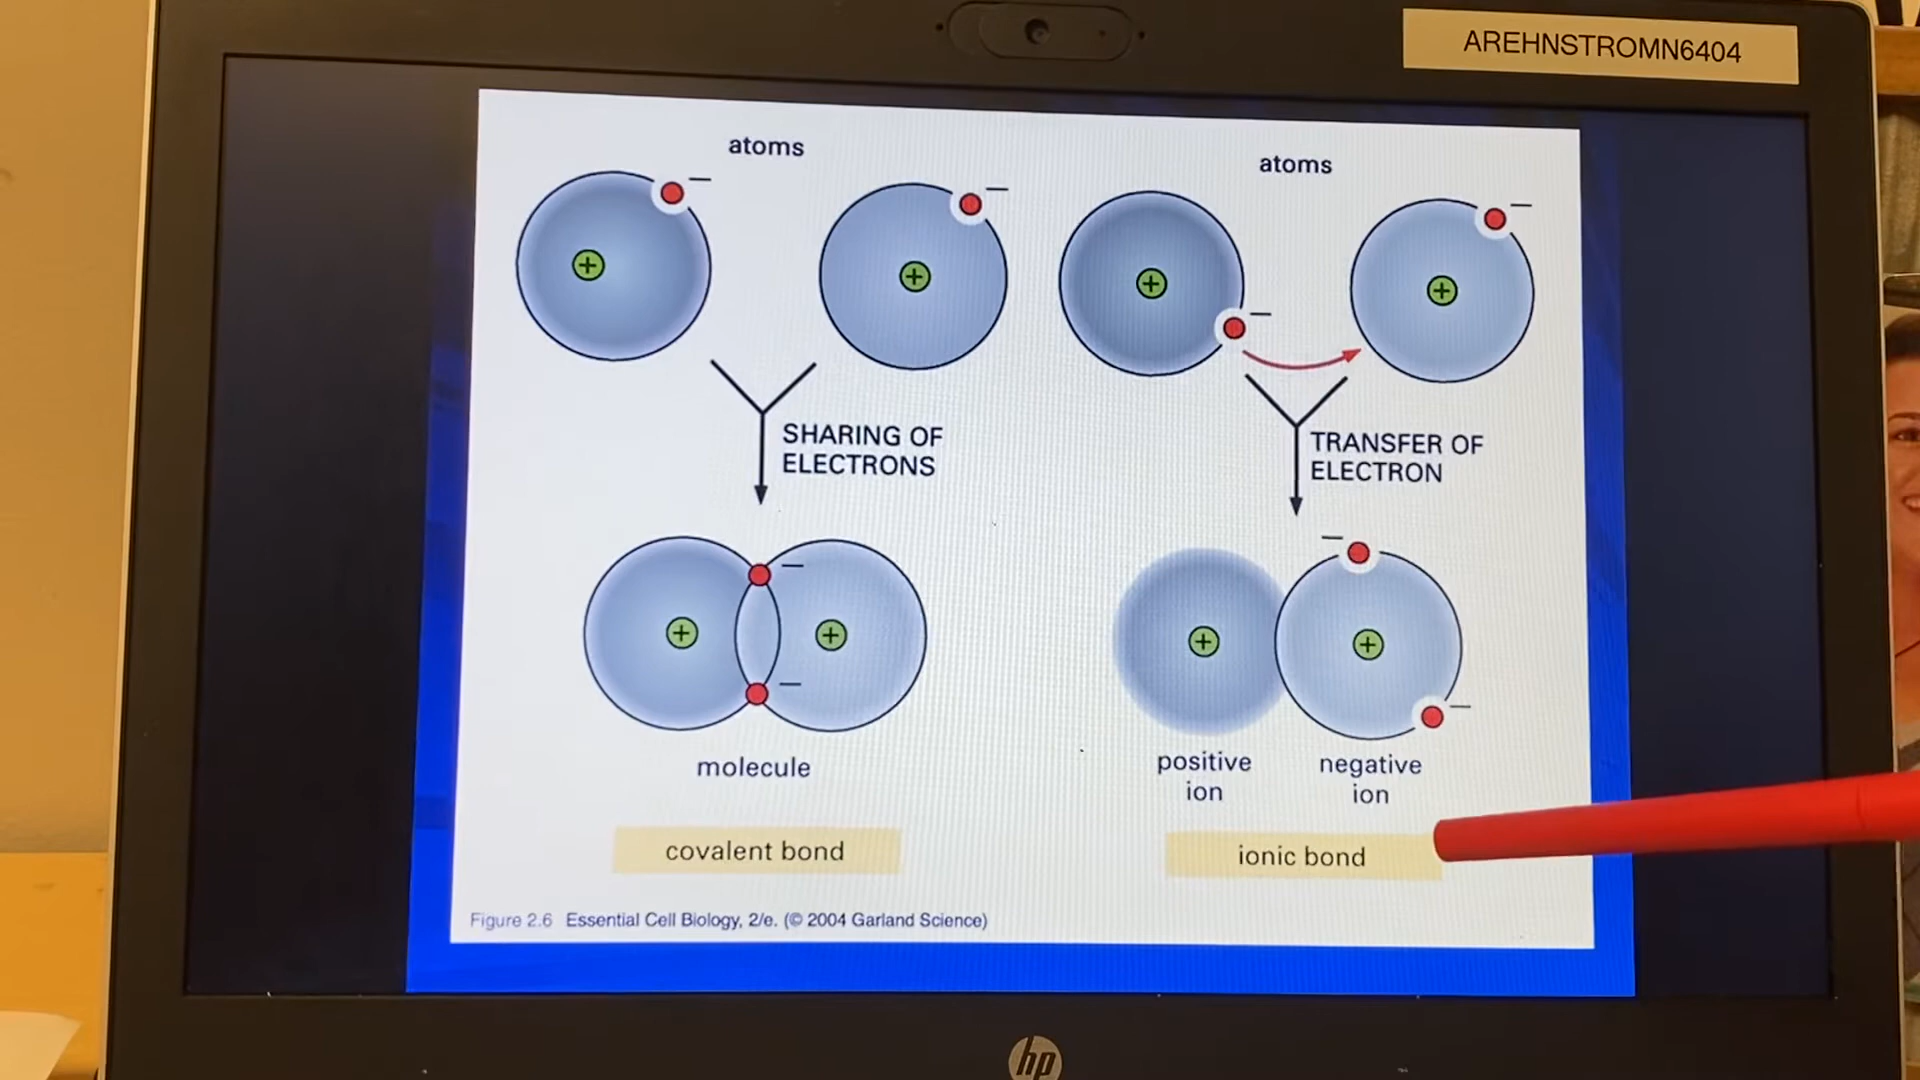 AREHNSTROMN6404
atoms
atoms
−
−
−
−
+
+
+
+
−
SHARING OF
ELECTRONS
TRANSFER OF
ELECTRON
−
−
+
+
+
+
−
−
molecule
positive
ion
negative
ion
covalent bond
ionic bond
Figure 2.6 Essential Cell Biology, 2/e. (© 2004 Garland Science)
hp